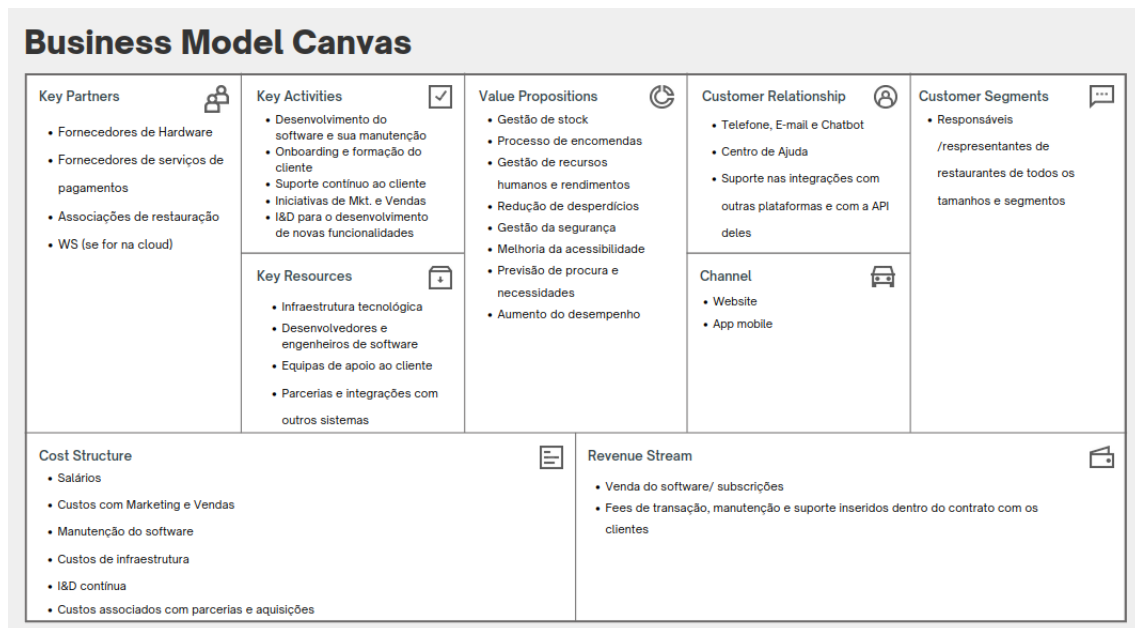 Business Model Canvas
Key Partners
• Fornecedores de Hardware
• Fornecedores de serviços de
pagamentos
• Associações de restauração
• WS (se for na cloud)
Key Activities
• Desenvolvimento do
software e sua manutenção
• Onboarding e formação do
cliente
• Suporte contínuo ao cliente
• Iniciativas de Mkt. e Vendas
• I&D para o desenvolvimento
de novas funcionalidades
Key Resources
• Infraestrutura tecnológica
• Desenvolvedores e
engenheiros de software
• Equipas de apoio ao cliente
• Parcerias e integrações com
outros sistemas
Value Propositions
• Gestão de stock
• Processo de encomendas
• Gestão de recursos
humanos e rendimentos
• Redução de desperdícios
• Gestão da segurança
• Melhoria da acessibilidade
• Previsão de procura e
necessidades
• Aumento do desempenho
Customer Relationship
• Telefone, E-mail e Chatbot
• Centro de Ajuda
• Suporte nas integrações com
outras plataformas e com a API
deles
Channel
• Website
• App mobile
Customer Segments
• Responsáveis
/respresentantes de
restaurantes de todos os
tamanhos e segmentos
Cost Structure
• Salários
• Custos com Marketing e Vendas
• Manutenção do software
• Custos de infraestrutura
• I&D contínua
• Custos associados com parcerias e aquisições
Revenue Stream
• Venda do software/ subscrições
• Fees de transação, manutenção e suporte inseridos dentro do contrato com os
clientes